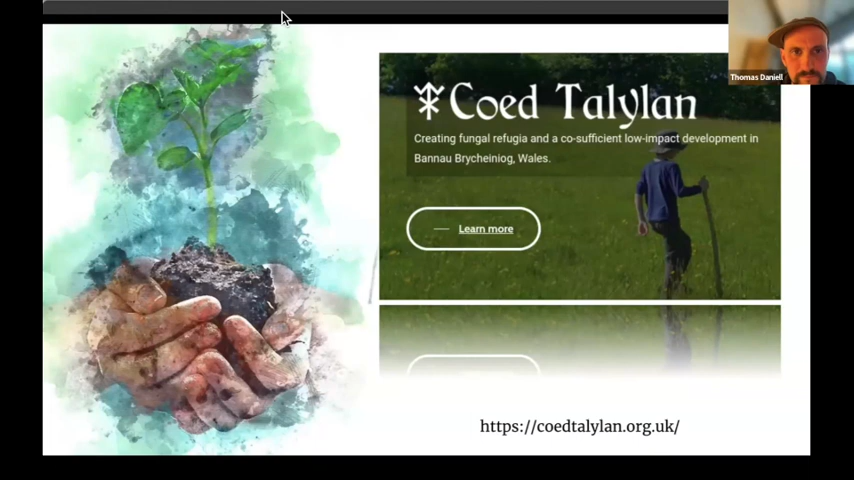 Thomas Daniell
Coed Talylan
Creating fungal refugia and a co-sufficient low-impact development in
Bannau Brycheiniog, Wales.
Learn more
https://coedtalylan.org.uk/